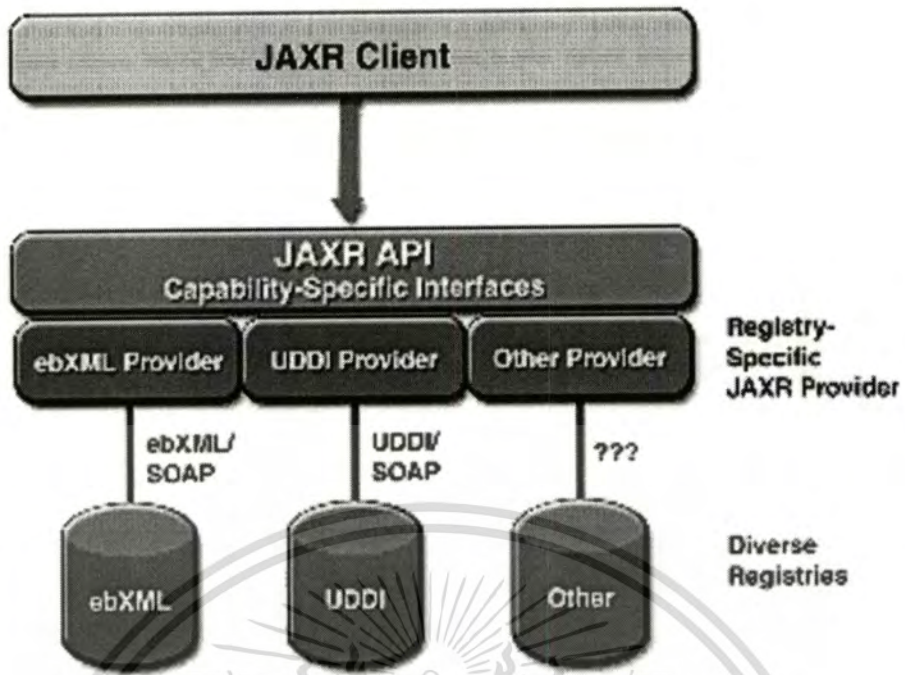 JAXR Client
JAXR API
Capability-Specific Interfaces
ebXML Provider
UDDI Provider
Other Provider
Registry-
Specific
JAXR Provider
ebXML/
SOAP
UDDI/
SOAP
???
Diverse
Registries
ebXML
UDDI
Other